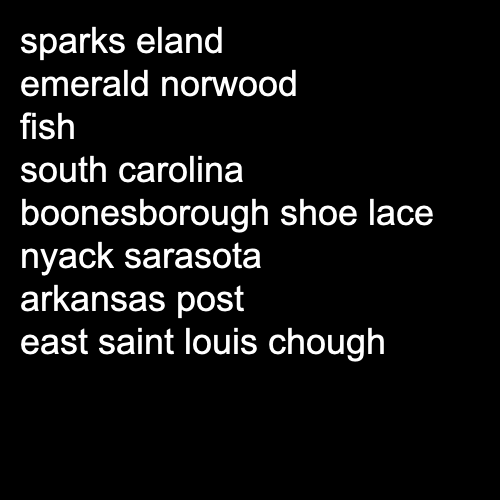 sparks eland
emerald norwood
fish
south carolina
boonesborough shoe lace
nyack sarasota
arkansas post
east saint louis chough